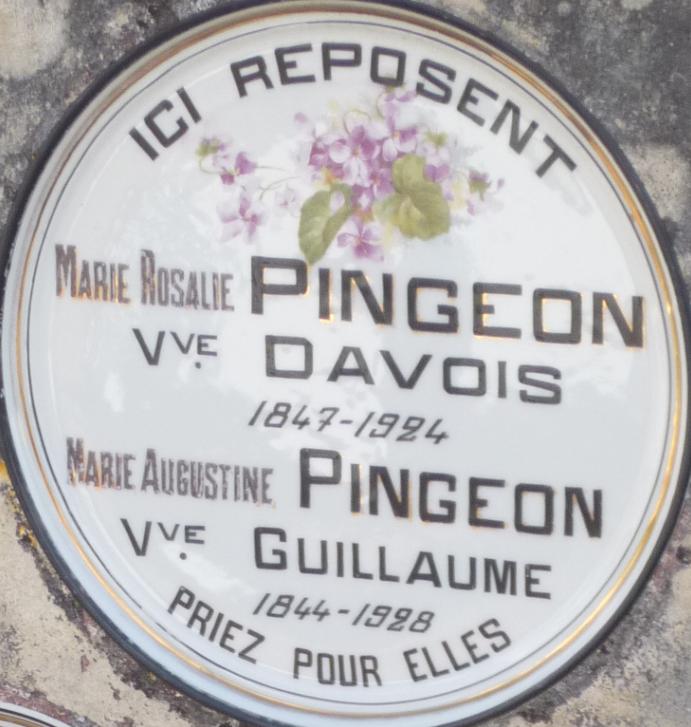 ICI REPOSENT
MARIE ROSALIE PINGEON
VVE DAVOIS
1847-1924
MARIE AUGUSTINE PINGEON
VVE GUILLAUME
1844-1928
PRIEZ POUR ELLES